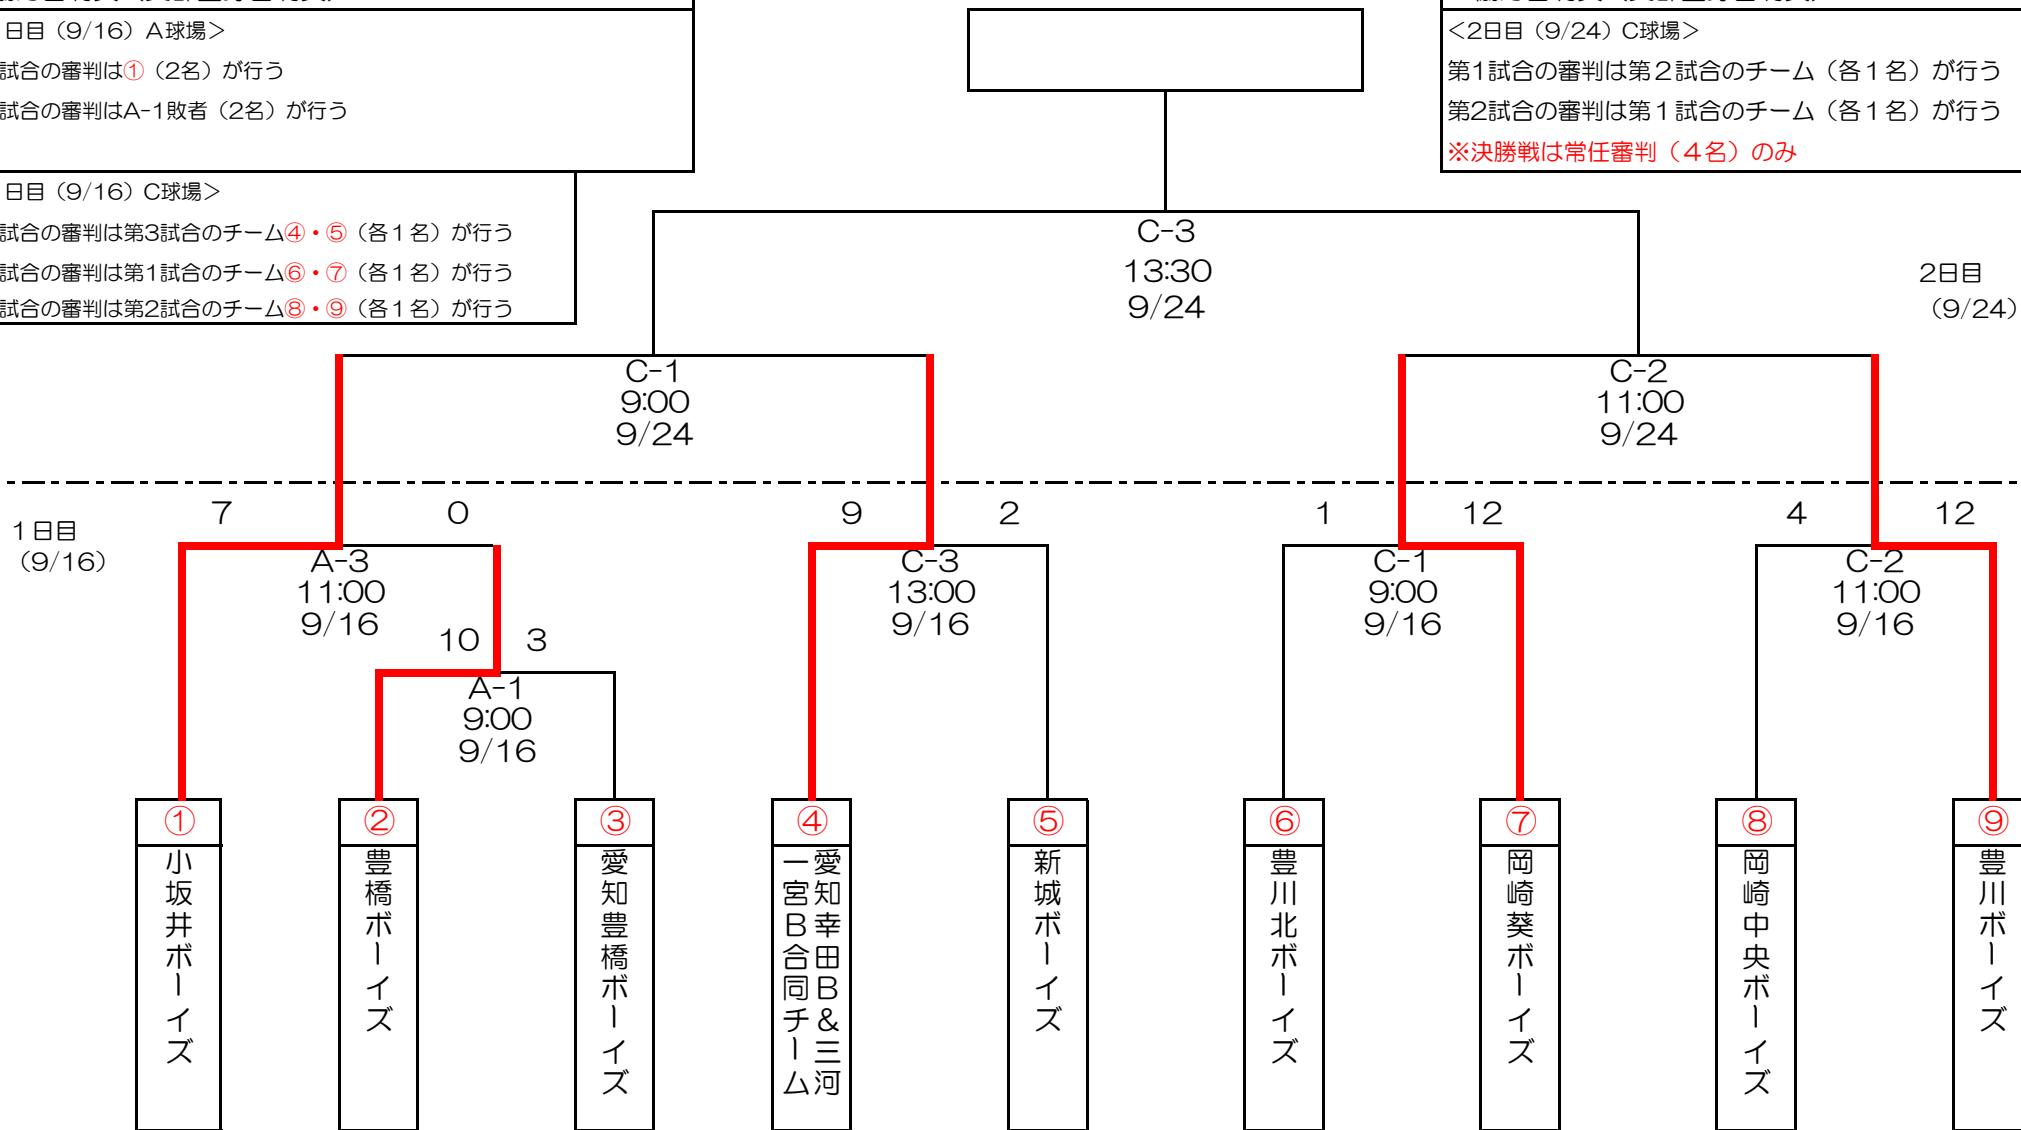 日目（9/16）A球場＞
試合の審判は①（2名）が行う
試合の審判はA-1敗者（2名）が行う
日目（9/16）C球場＞
試合の審判は第3試合のチーム④・⑤（各１名）が行う
試合の審判は第1試合のチーム⑥・⑦（各１名）が行う
試合の審判は第2試合のチーム⑧・⑨（各１名）が行う
＜2日目（9/24）C球場＞
第1試合の審判は第２試合のチーム（各１名）が行う
第2試合の審判は第１試合のチーム（各１名）が行う
※決勝戦は常任審判（４名）のみ
C-3
13:30
9/24
2日目
（9/24）
C-1
9:00
9/24
C-2
11:00
9/24
1日目
（9/16）
7 0
A-3
11:00
9/16
10 3
A-1
9:00
9/16
9 2
C-3
13:00
9/16
1 12
C-1
9:00
9/16
4 12
C-2
11:00
9/16
①
小坂井ボーイズ
②
豊橋ボーイズ
③
愛知豊橋ボーイズ
④
愛知幸田B＆三河
一宮B合同チーム
⑤
新城ボーイズ
⑥
豊川北ボーイズ
⑦
岡崎葵ボーイズ
⑧
岡崎中央ボーイズ
⑨
豊川ボーイズ